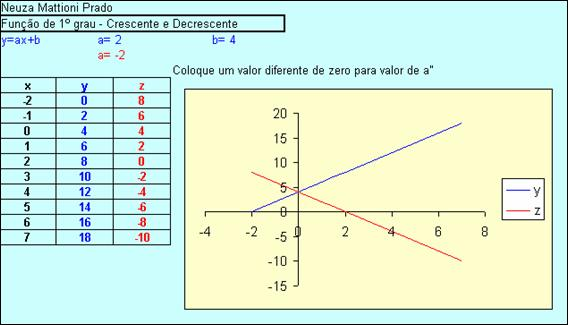 Neuza Mattioni Prado
Função de 1º grau - Crescente e Decrescente
y=ax+b a= 2 b= 4
a= -2
Coloque um valor diferente de zero para valor de a"
x y z
-2 0 8
-1 2 6
0 4 4
1 6 2
2 8 0
3 10 -2
4 12 -4
5 14 -6
6 16 -8
7 18 -10
20
15
10
5
0
-5
-10
-15
-4 -2 0 2 4 6 8
y
z